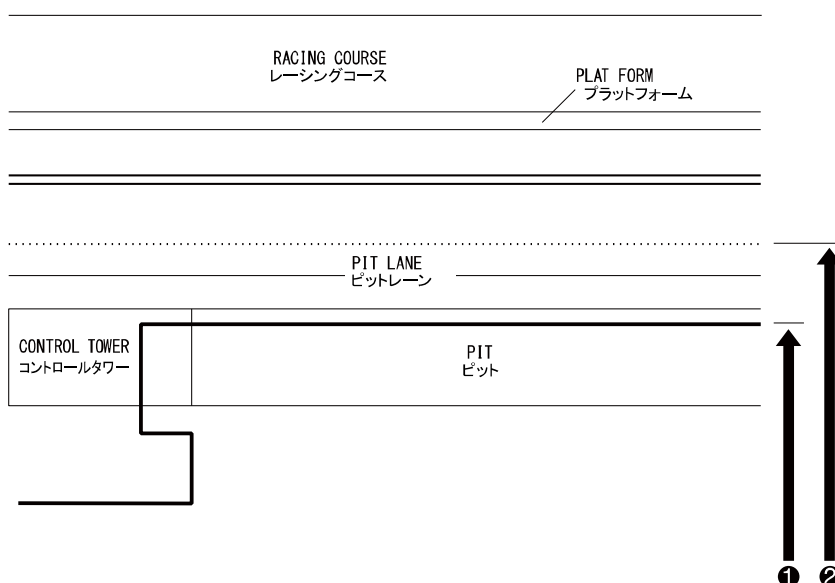 RACING COURSE
レーシングコース
PLAT FORM
プラットフォーム
PIT LANE
ピットレーン
CONTROL TOWER
コントロールタワー
PIT
ピット
❶ ❷